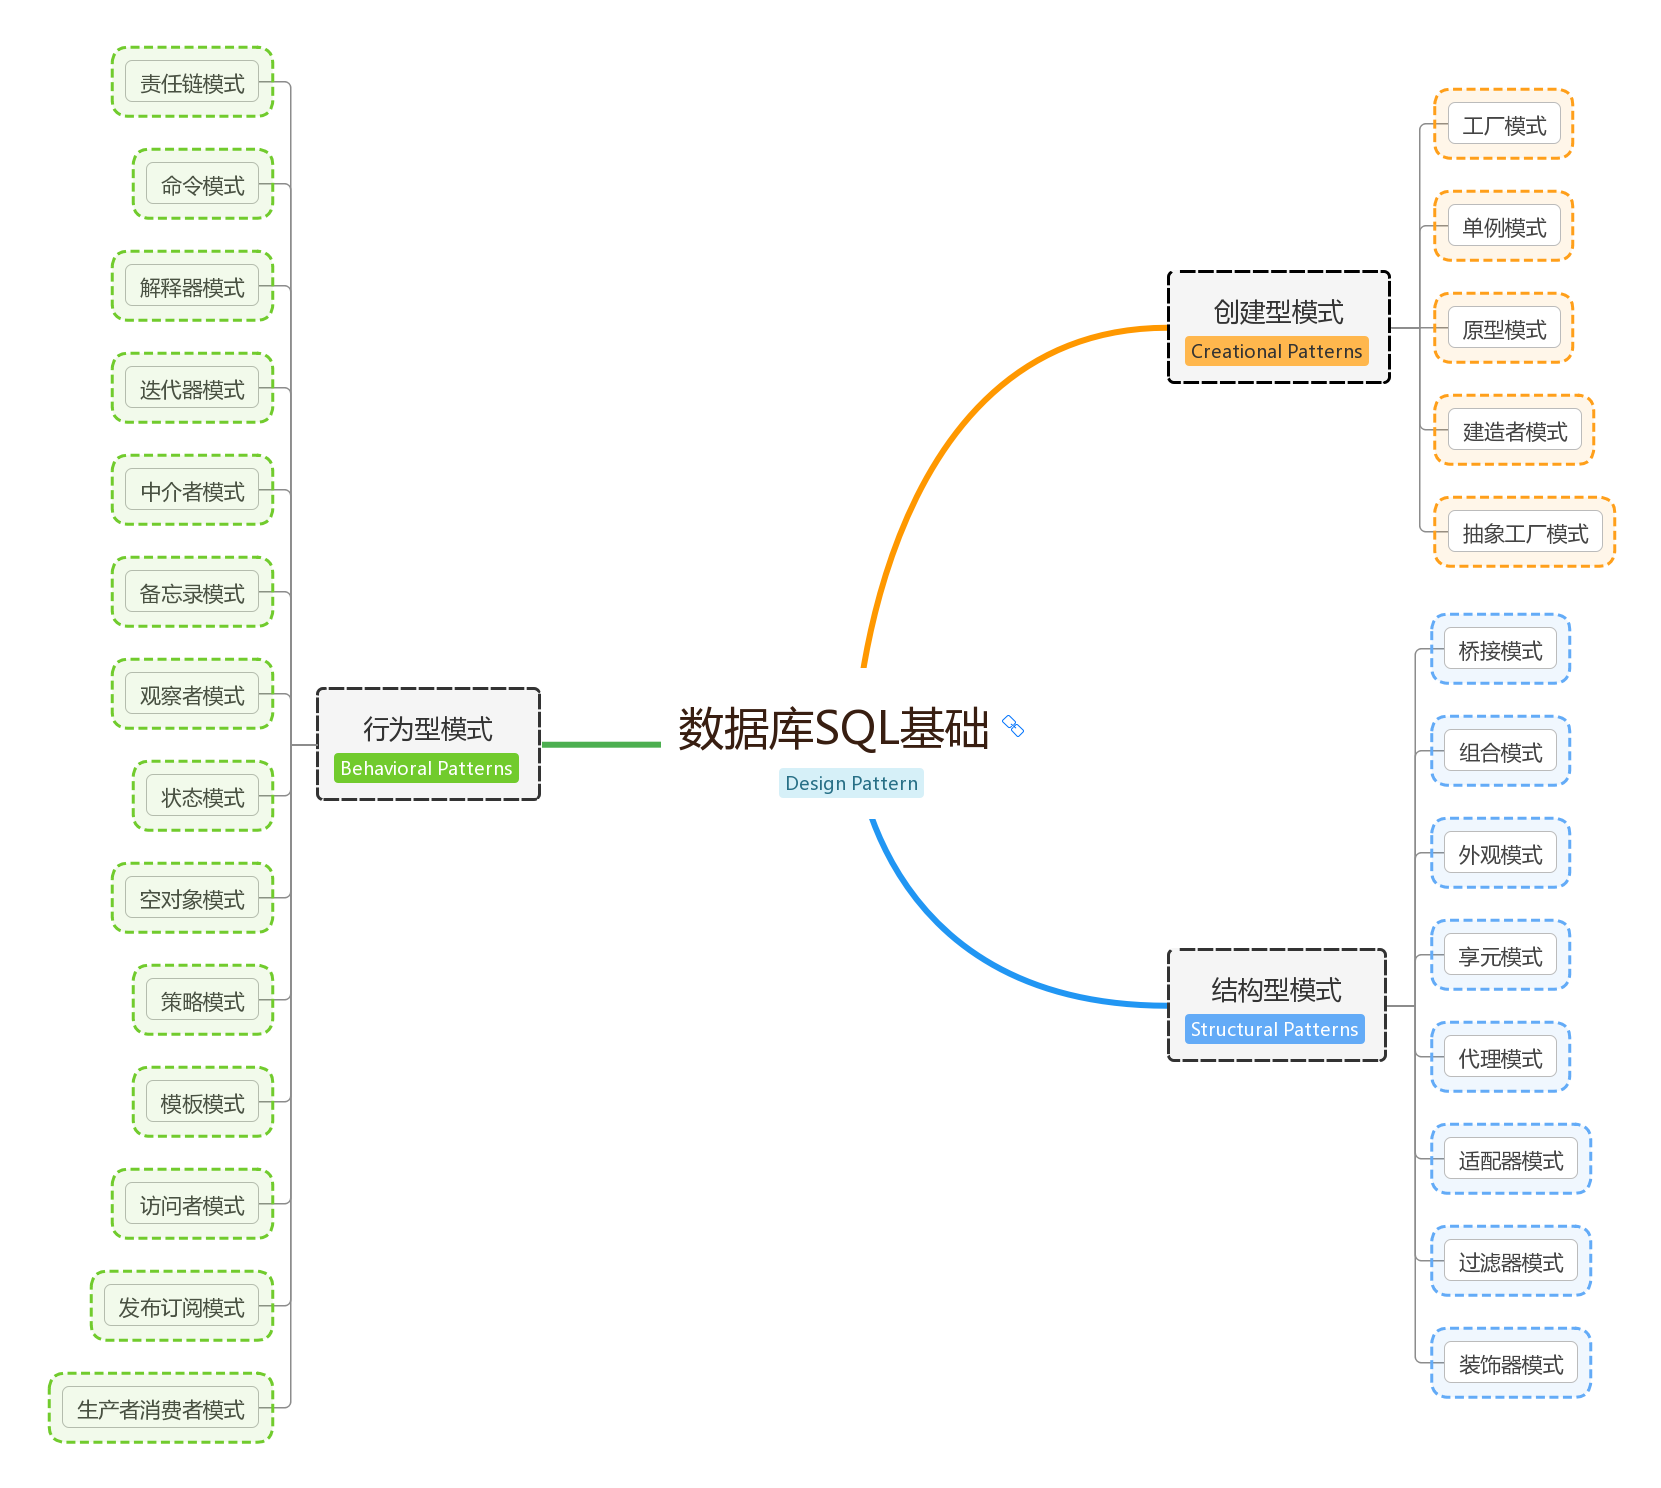 数据库SQL基础
Design Pattern
创建型模式
Creational Patterns
工厂模式
单例模式
原型模式
建造者模式
抽象工厂模式
结构型模式
Structural Patterns
桥接模式
组合模式
外观模式
享元模式
代理模式
适配器模式
过滤器模式
装饰器模式
行为型模式
Behavioral Patterns
责任链模式
命令模式
解释器模式
迭代器模式
中介者模式
备忘录模式
观察者模式
状态模式
空对象模式
策略模式
模板模式
访问者模式
发布订阅模式
生产者消费者模式